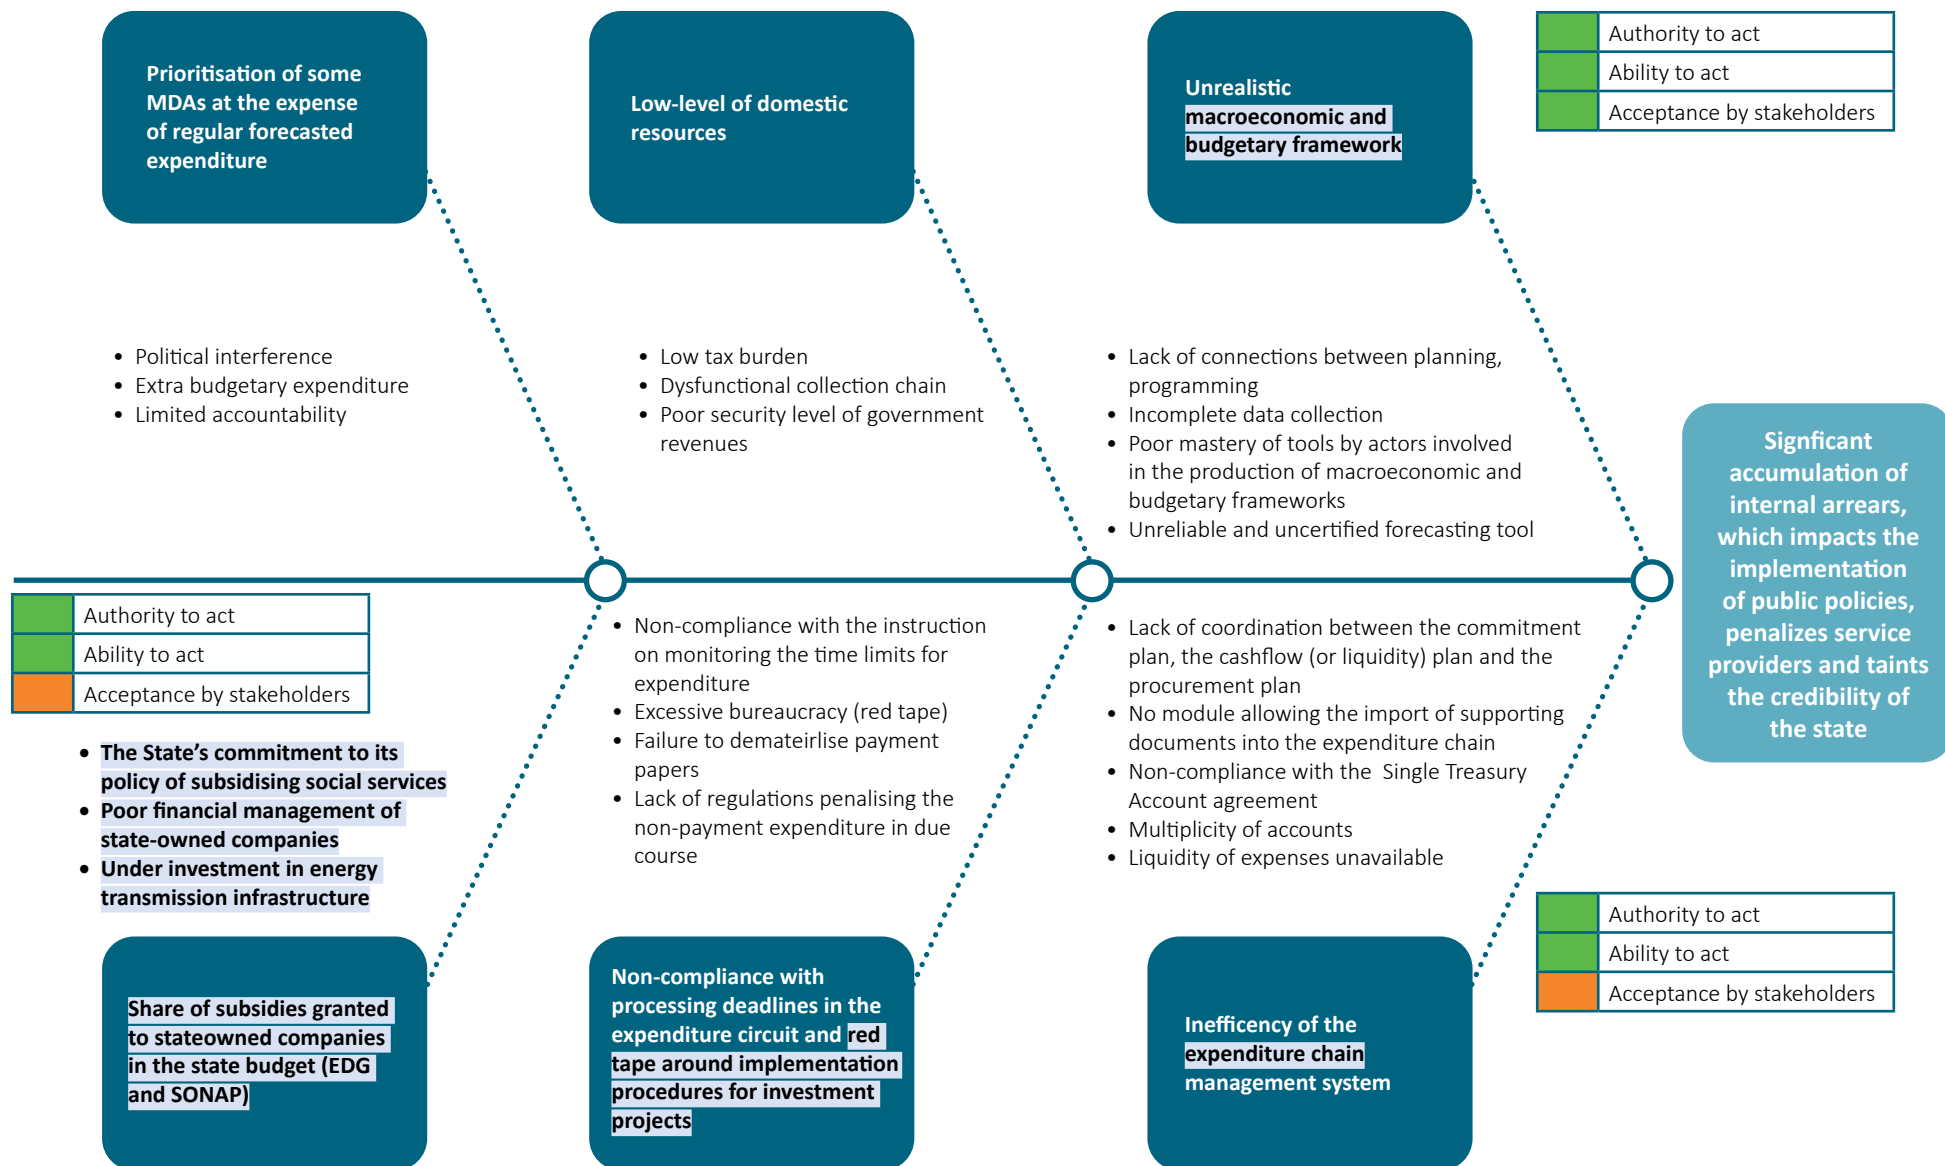 Prioritisation of some
MDAs at the expense
of regular forecasted
expenditure
Low-level of domestic
resources
Unrealistic
macroeconomic and
budgetary framework
Authority to act
Ability to act
Acceptance by stakeholders
• Political interference
• Extra budgetary expenditure
• Limited accountability
• Low tax burden
• Dysfunctional collection chain
• Poor security level of government
revenues
• Lack of connections between planning,
programming
• Incomplete data collection
• Poor mastery of tools by actors involved
in the production of macroeconomic and
budgetary frameworks
• Unreliable and uncertified forecasting tool
Signficant
accumulation of
internal arrears,
which impacts the
implementation
of public policies,
penalizes service
providers and taints
the credibility of
the state
Authority to act
Ability to act
Acceptance by stakeholders
• The State's commitment to its
policy of subsidising social services
• Poor financial management of
state-owned companies
• Under investment in energy
transmission infrastructure
• Non-compliance with the instruction
on monitoring the time limits for
expenditure
• Excessive bureaucracy (red tape)
• Failure to demateirlise payment
papers
• Lack of regulations penalising the
non-payment expenditure in due
course
• Lack of coordination between the commitment
plan, the cashflow (or liquidity) plan and the
procurement plan
• No module allowing the import of supporting
documents into the expenditure chain
• Non-compliance with the Single Treasury
Account agreement
• Multiplicity of accounts
• Liquidity of expenses unavailable
Share of subsidies granted
to stateowned companies
in the state budget (EDG
and SONAP)
Non-compliance with
processing deadlines in the
expenditure circuit and red
tape around implementation
procedures for investment
projects
Inefficency of the
expenditure chain
management system
Authority to act
Ability to act
Acceptance by stakeholders